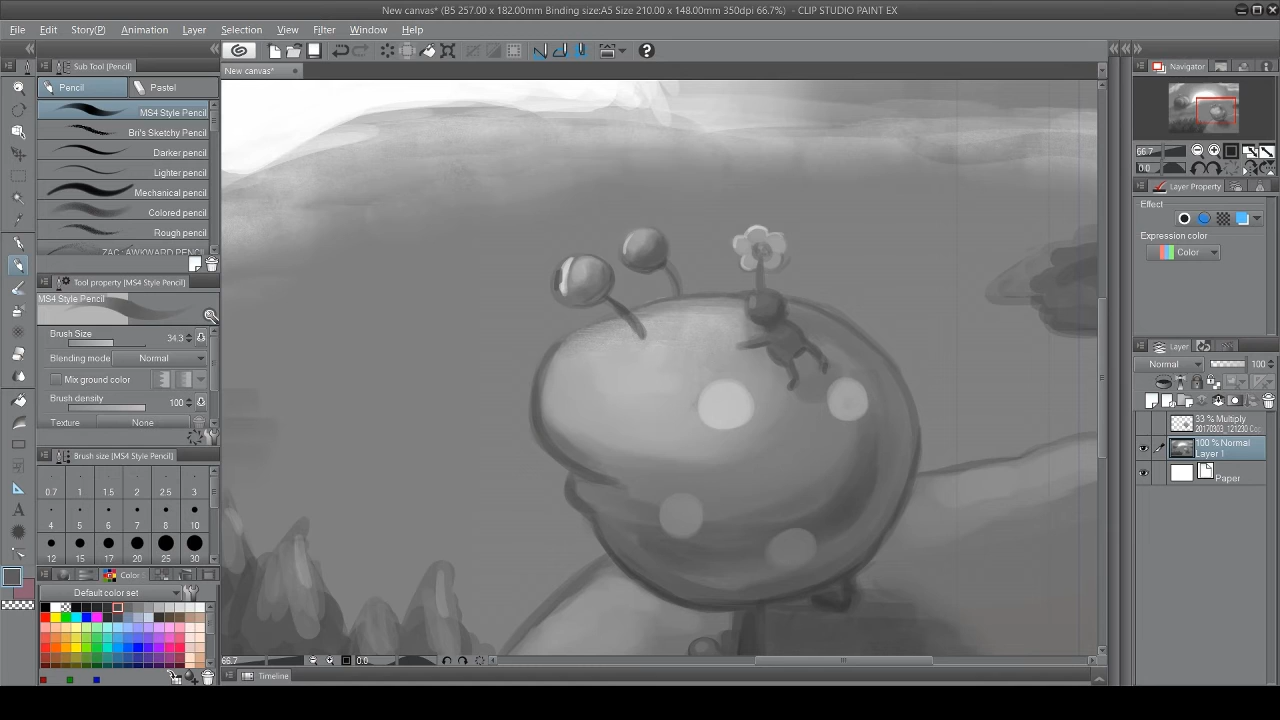 New canvas* (B5 257.00 x 182.00mm Binding size:A5 Size 210.00 x 148.00mm 350dpi 66.7%) - CLIP STUDIO PAINT EX
File Edit Story(P) Animation Layer Selection View Filter Window Help
Sub Tool [Pencil]
Pencil Pastel
MS4 Style Pencil
Bri's Sketchy Pencil
Darker pencil
Lighter pencil
Mechanical pencil
Colored pencil
Rough pencil
ZAC : AWKWARD PENCIL
Tool property [MS4 Style Pencil]
MS4 Style Pencil
Brush Size 34.3
Blending mode Normal
Mix ground color
Brush density 100
Texture None
Brush size [MS4 Style Pencil]
0.7 1 1.5 2 2.5 3
4 5 6 7 8 10
12 15 17 20 25 30
Color
Default color set
New canvas*
66.7 0.0
Timeline
Navigator
66.7
0.0
Layer Property
Effect
Expression color
Color
Layer
Normal 100
33 % Multiply
20170303_121230
100 % Normal
Layer 1
Paper